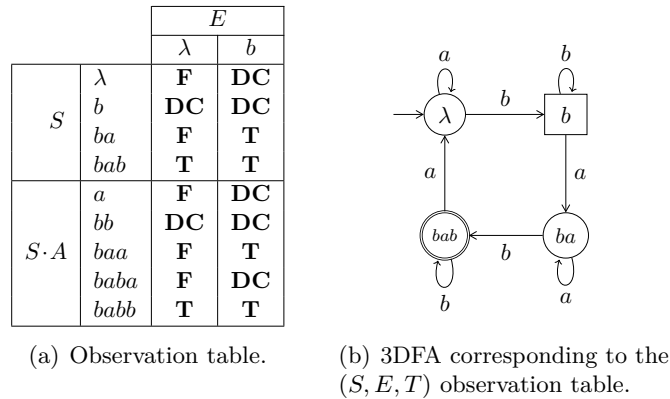 E
λ b
S λ F DC
b DC DC
ba F T
bab T T
S·A a F DC
bb DC DC
baa F T
baba F DC
babb T T
(a) Observation table.
a b
λ b b
a a
bab b ba
b a
(b) 3DFA corresponding to the
(S, E, T) observation table.